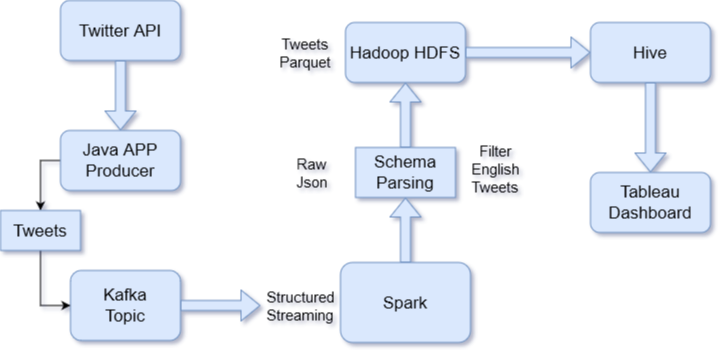 Twitter API
Java APP
Producer
Tweets
Kafka
Topic
Structured
Streaming
Spark
Raw
Json
Schema
Parsing
Filter
English
Tweets
Tweets
Parquet
Hadoop HDFS
Hive
Tableau
Dashboard